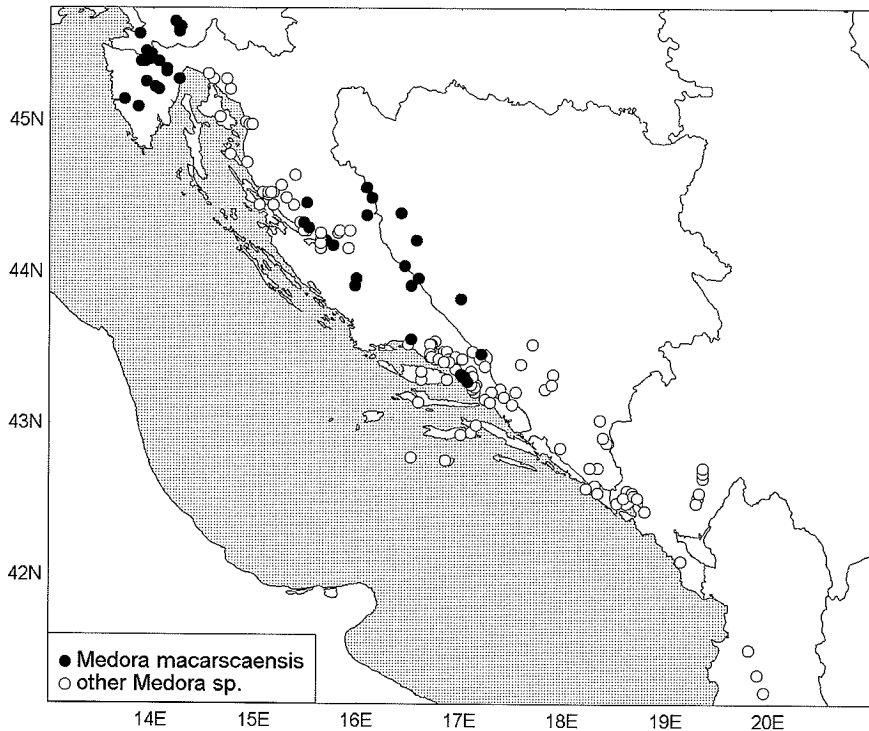 45N
44N
43N
42N
Medora macarscaensis
other Medora sp.
14E 15E 16E 17E 18E 19E 20E